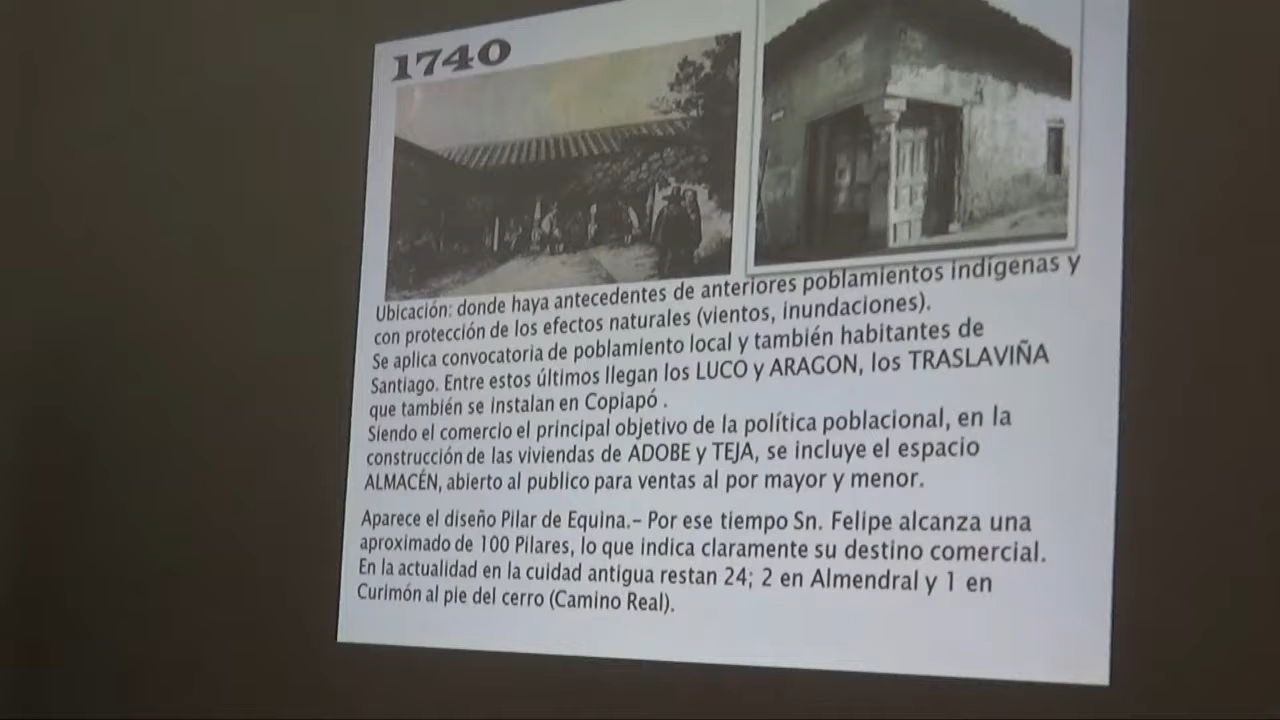 1740
Ubicación: donde haya antecedentes de anteriores poblamientos indígenas y
con protección de los efectos naturales (vientos, inundaciones).
Se aplica convocatoria de poblamiento local y también habitantes de
Santiago. Entre estos últimos llegan los LUCO y ARAGON, los TRASLAVIÑA
que también se instalan en Copiapó .
Siendo el comercio el principal objetivo de la política poblacional, en la
construcción de las viviendas de ADOBE y TEJA, se incluye el espacio
ALMACÉN, abierto al publico para ventas al por mayor y menor.
Aparece el diseño Pilar de Equina.- Por ese tiempo Sn. Felipe alcanza una
aproximado de 100 Pilares, lo que indica claramente su destino comercial.
En la actualidad en la cuidad antigua restan 24; 2 en Almendral y 1 en
Curimón al pie del cerro (Camino Real).